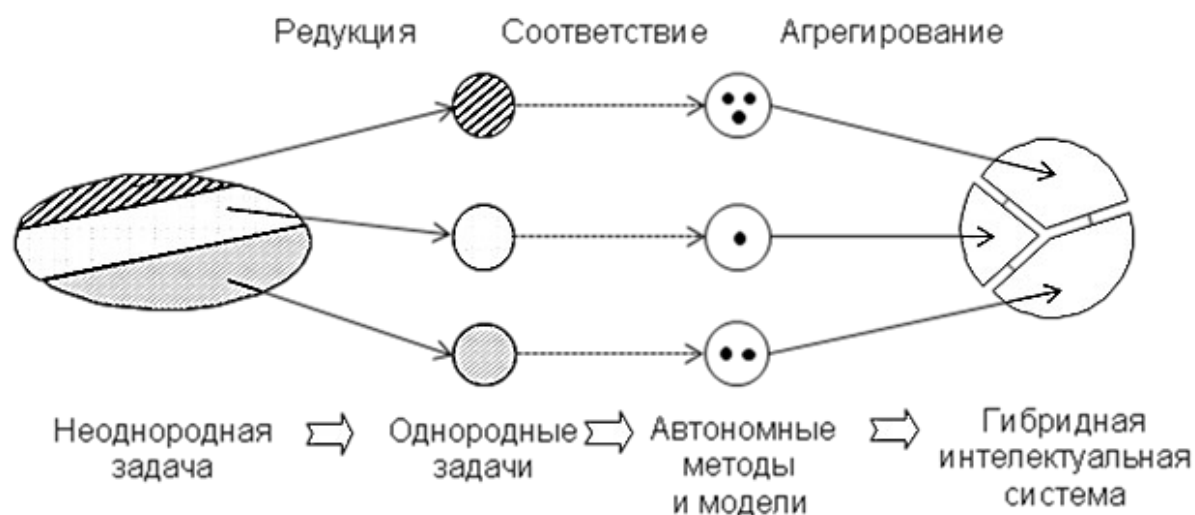 Редукция Соответствие Агрегирование
Неоднородная
задача
Однородные
задачи
Автономные
методы
и модели
Гибридная
интелектуальная
система